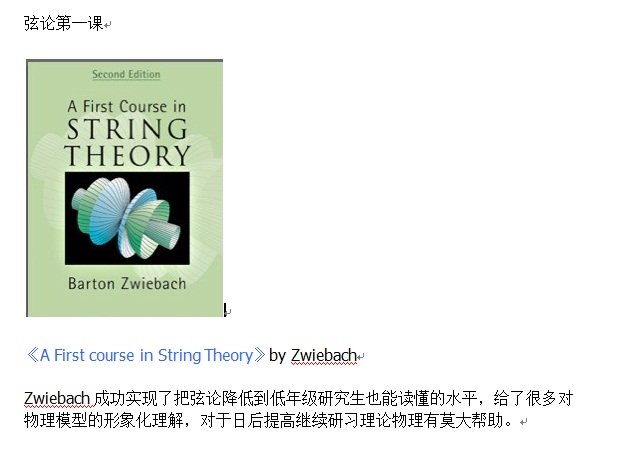 弦论第一课
Second Edition
A First Course in
STRING
THEORY
Barton Zwiebach
《A First course in String Theory》by Zwiebach
Zwiebach 成功实现了把弦论降低到低年级研究生也能读懂的水平，给了很多对
物理模型的形象化理解，对于日后提高继续研习理论物理有莫大帮助。